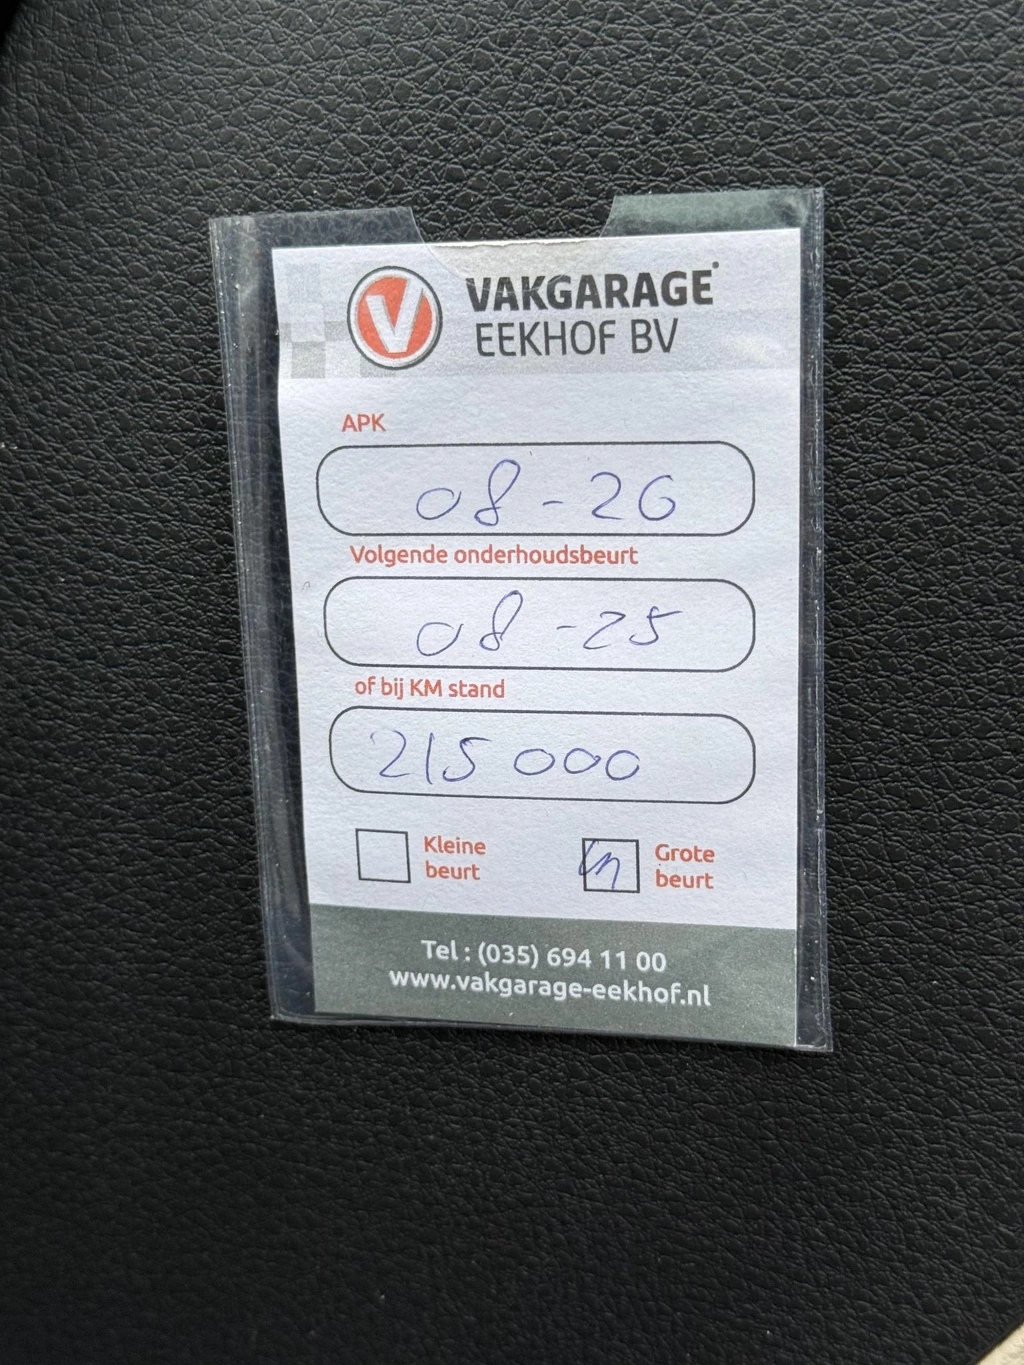 VAKGARAGE
EEKHOF BV
APK
08-26
Volgende onderhoudsbeurt
08-25
of bij KM stand
215 000
Kleine beurt
Grote beurt
Tel : (035) 694 11 00
www.vakgarage-eekhof.nl